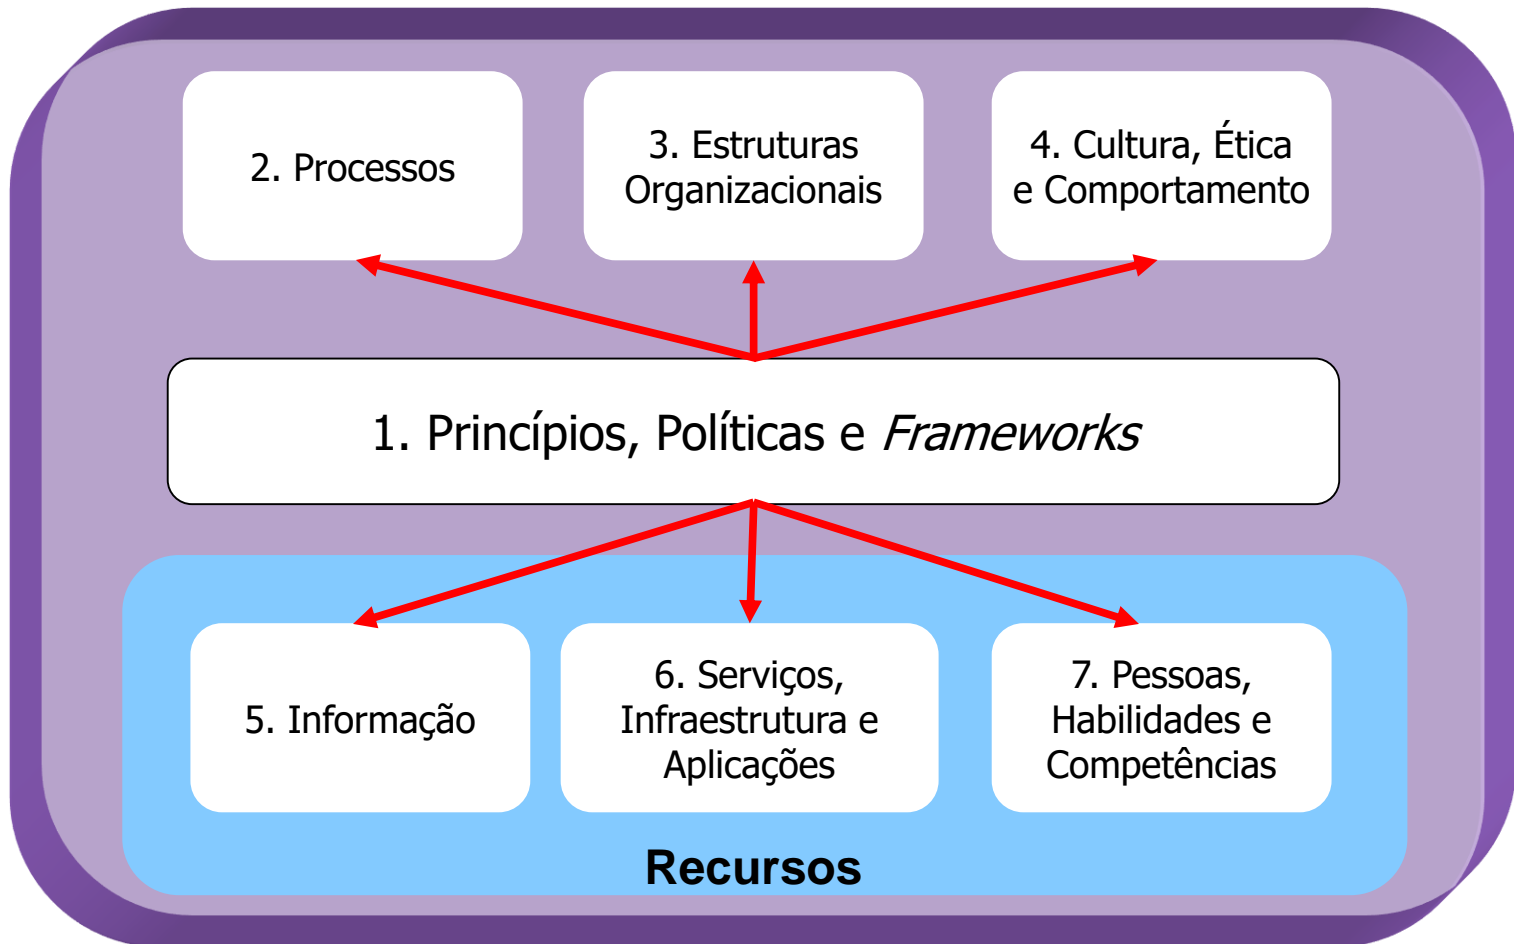 2. Processos
3. Estruturas
Organizacionais
4. Cultura, Ética
e Comportamento
1. Princípios, Políticas e Frameworks
5. Informação
6. Serviços,
Infraestrutura e
Aplicações
7. Pessoas,
Habilidades e
Competências
Recursos